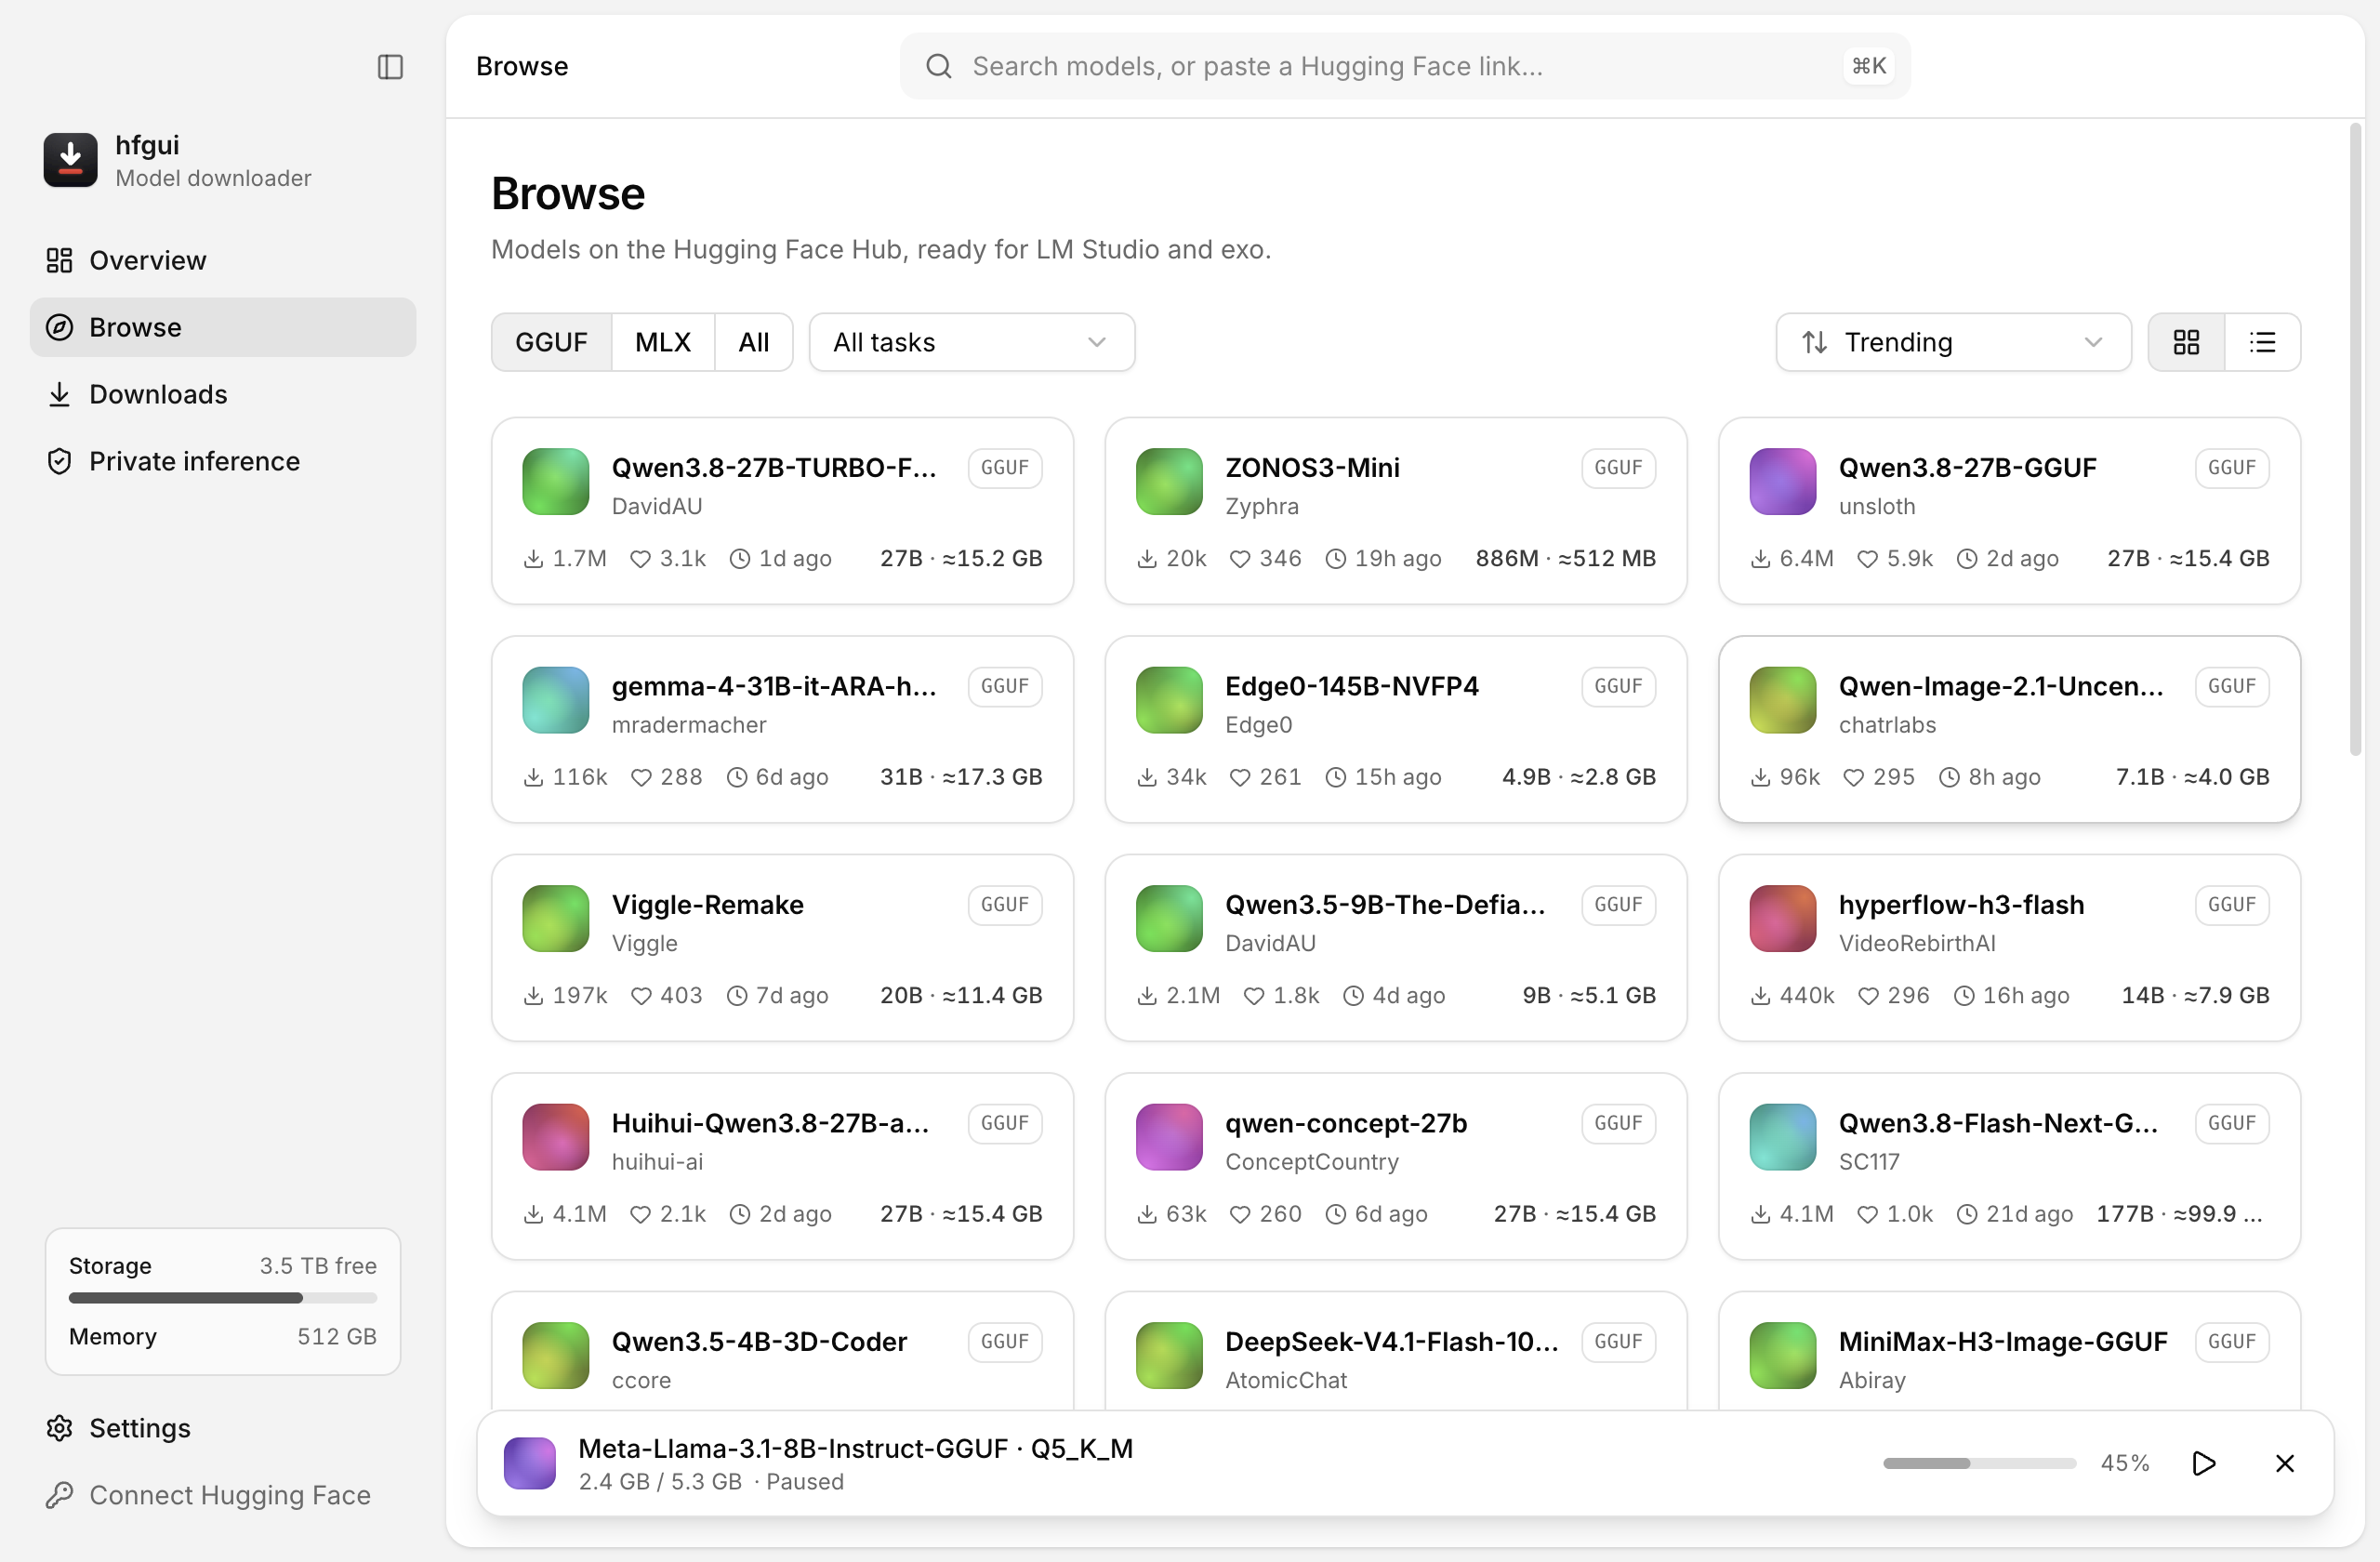 Browse
Search models, or paste a Hugging Face link...
⌘K
hfgui
Model downloader
Overview
Browse
Downloads
Private inference
Storage
3.5 TB free
Memory
512 GB
Settings
Connect Hugging Face
Browse
Models on the Hugging Face Hub, ready for LM Studio and exo.
GGUF
MLX
All
All tasks
Trending
Qwen3.8-27B-TURBO-F...
GGUF
DavidAU
1.7M 3.1k 1d ago 27B · ≈15.2 GB
ZONOS3-Mini
GGUF
Zyphra
20k 346 19h ago 886M · ≈512 MB
Qwen3.8-27B-GGUF
GGUF
unsloth
6.4M 5.9k 2d ago 27B · ≈15.4 GB
gemma-4-31B-it-ARA-h...
GGUF
mradermacher
116k 288 6d ago 31B · ≈17.3 GB
Edge0-145B-NVFP4
GGUF
Edge0
34k 261 15h ago 4.9B · ≈2.8 GB
Qwen-Image-2.1-Uncen...
GGUF
chatrlabs
96k 295 8h ago 7.1B · ≈4.0 GB
Viggle-Remake
GGUF
Viggle
197k 403 7d ago 20B · ≈11.4 GB
Qwen3.5-9B-The-Defia...
GGUF
DavidAU
2.1M 1.8k 4d ago 9B · ≈5.1 GB
hyperflow-h3-flash
GGUF
VideoRebirthAI
440k 296 16h ago 14B · ≈7.9 GB
Huihui-Qwen3.8-27B-a...
GGUF
huihui-ai
4.1M 2.1k 2d ago 27B · ≈15.4 GB
qwen-concept-27b
GGUF
ConceptCountry
63k 260 6d ago 27B · ≈15.4 GB
Qwen3.8-Flash-Next-G...
GGUF
SC117
4.1M 1.0k 21d ago 177B · ≈99.9 ...
Qwen3.5-4B-3D-Coder
GGUF
ccore
DeepSeek-V4.1-Flash-10...
GGUF
AtomicChat
MiniMax-H3-Image-GGUF
GGUF
Abiray
Meta-Llama-3.1-8B-Instruct-GGUF · Q5_K_M
2.4 GB / 5.3 GB · Paused
45%